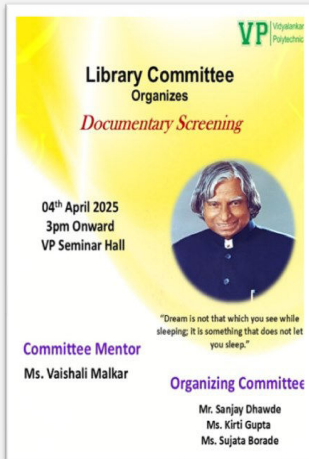 VP Vidyalankar
Polytechnic
Library Committee
Organizes
Documentary Screening
04th April 2025
3pm Onward
VP Seminar Hall
"Dream is not that which you see while
sleeping; it is something that does not let
you sleep."
Committee Mentor
Ms. Vaishali Malkar
Organizing Committee
Mr. Sanjay Dhawde
Ms. Kirti Gupta
Ms. Sujata Borade